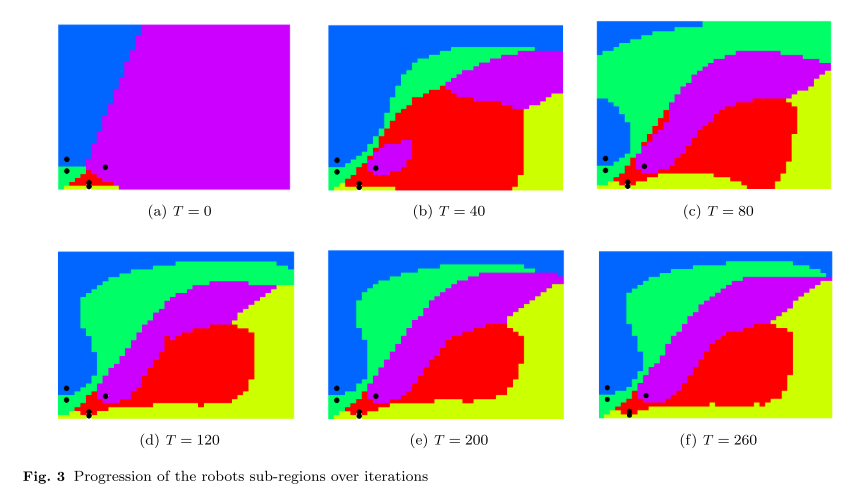 (a) T = 0
(b) T = 40
(c) T = 80
(d) T = 120
(e) T = 200
(f) T = 260
Fig. 3 Progression of the robots sub-regions over iterations